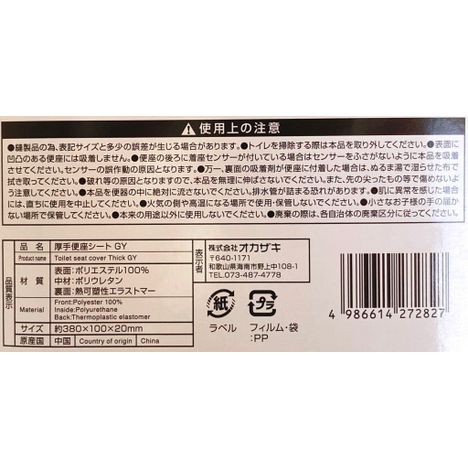 ⚠使用上の注意
●縫製品の為、表記サイズと多少の誤差が生じる場合があります。●トイレを掃除する際は本品を取り外してください。●表面に
凹凸のある便座には吸着しません。●便座の後ろに着座センサーが付いている場合はセンサーをふさがないように本品を吸着
させてください。センサーの誤作動の原因となります。●万一、裏面の吸着剤が便座に付着した場合は、ぬるま湯で湿らせた布で
拭き取ってください。●破れ等の原因となりますので、本品を無理に伸ばさないでください。また、先の尖ったもの等で傷めないよ
うにしてください。●水に流せません。排水管が詰まる恐れがあります。●肌に異常を感じた場合
には、直ちに使用を中止してください。●火気の側や高温になる場所で使用・保管しないでください。●小さなお子様の手の届か
ない場所で保管してください。●本来の用途以外に使用しないでください。●廃棄の際は、各自治体の廃棄区分に従ってください。
品質表示
品名 厚手便座シート GY
Product name Toilet seat cover Thick GY
材質 表面:ポリエステル100%
中材:ポリウレタン
裏面:熱可塑性エラストマー
Material Front:Polyester 100%
Inside:Polyurethane
Back:Thermoplastic elastomer
サイズ 約380×100×20mm
原産国 中国 Country of origin China
表示者
株式会社オカザキ
〒640-1171
和歌山県海南市野上中108-1
TEL.073-487-4778
紙
ラベル
プラ
フィルム・袋
:PP
4 986614 272827